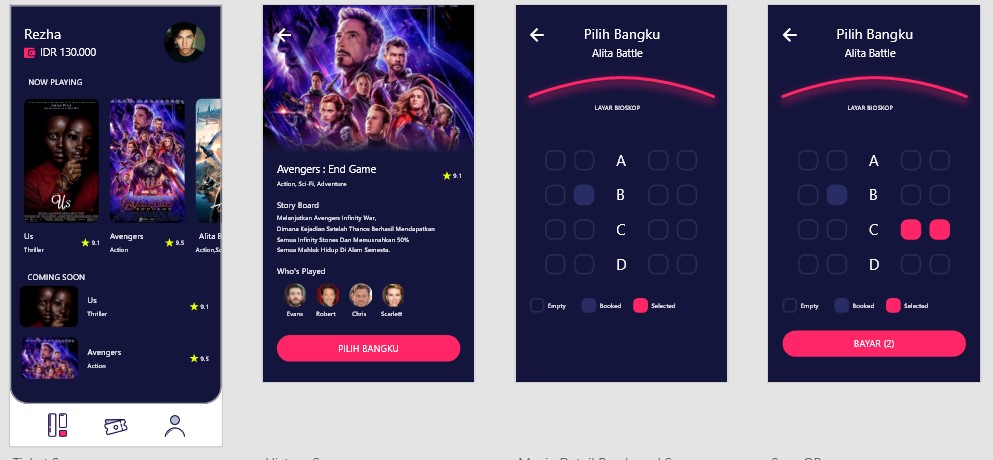 Rezha
IDR 130.000
NOW PLAYING
Us
Us
Thriller
9.1
AVENGERS
Avengers
Action
9.5
Alita B
Action,Sc
COMING SOON
Us
Thriller
9.1
Avengers
Action
9.5
Avengers : End Game
Action, Sci-Fi, Adventure
9.1
Story Board
Melanjutkan Avengers Infinity War,
Dimana Kejadian Setelah Thanos Berhasil Mendapatkan
Semua Infinity Stones Dan Memusnahkan 50%
Semua Mahluk Hidup Di Alam Semesta.
Who's Played
Evans Robert Chris Scarlett
PILIH BANGKU
Pilih Bangku
Alita Battle
LAYAR BIOSKOP
A
B
C
D
Empty Booked Selected
Pilih Bangku
Alita Battle
LAYAR BIOSKOP
A
B
C
D
Empty Booked Selected
BAYAR (2)